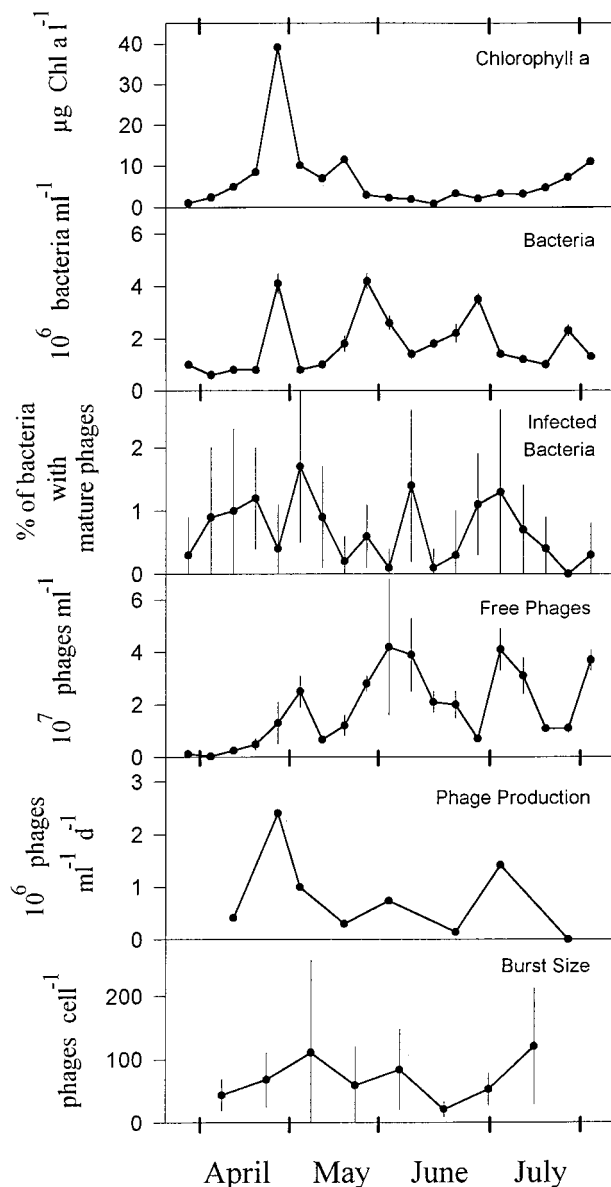 µg Chl a l-1
40
30
20
10
0
Chlorophyll a
10^6 bacteria ml-1
6
4
2
0
Bacteria
% of bacteria
with
mature phages
2
1
0
Infected
Bacteria
10^7 phages ml-1
6
4
2
0
Free Phages
10^6 phages
ml-1 d-1
3
2
1
0
Phage Production
phages cell-1
200
100
0
Burst Size
April May June July